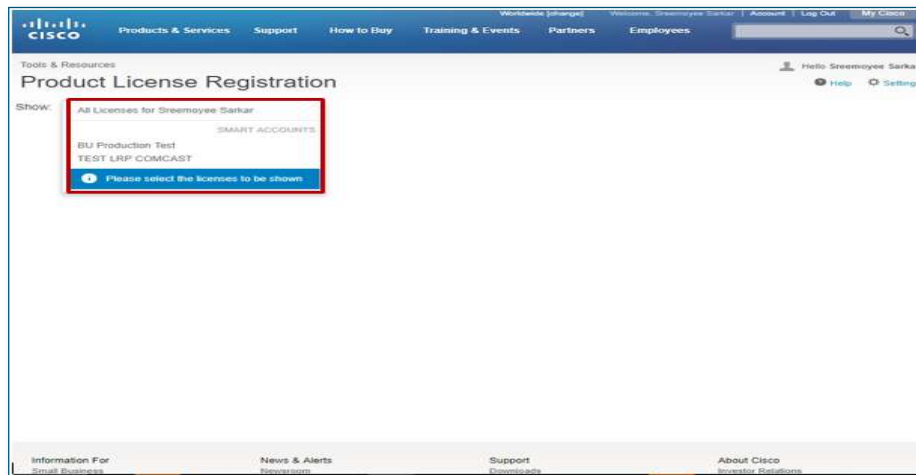 Worldwide [change] Welcome, Sreemoyee Sarkar | Account | Log Out My Cisco
CISCO Products & Services Support How to Buy Training & Events Partners Employees
Tools & Resources
Hello Sreemoyee Sarka
Product License Registration
Help Setting
Show:
All Licenses for Sreemoyee Sarkar
SMART ACCOUNTS
BU Production Test
TEST LRP COMCAST
Please select the licenses to be shown
Information For News & Alerts Support About Cisco
Small Business Newsroom Downloads Investor Relations